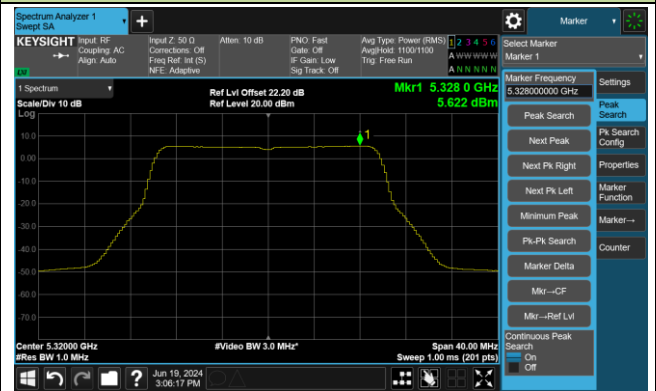 Spectrum Analyzer 1
Swept SA
Marker
KEYSIGHT
Input: RF
Coupling: AC
Align: Auto
Input Z: 50 Ω
Corrections: Off
Freq Ref: Int (S)
NFE: Adaptive
Atten: 10 dB
PNO: Fast
Gate: Off
IF Gain: Low
Sig Track: Off
Avg Type: Power (RMS)
Avg|Hold: 1100/1100
Trig: Free Run
1 2 3 4 5 6
A W W W W W
A N N N N N
LXI
1 Spectrum
Scale/Div 10 dB
Log
Ref Lvl Offset 22.20 dB
Ref Level 20.00 dBm
Mkr1 5.328 0 GHz
5.622 dBm
1
10.0
0.00
-10.0
-20.0
-30.0
-40.0
-50.0
-60.0
-70.0
Center 5.32000 GHz
#Res BW 1.0 MHz
#Video BW 3.0 MHz*
Span 40.00 MHz
Sweep 1.00 ms (201 pts)
Select Marker
Marker 1
Marker Frequency
5.328000000 GHz
Peak Search
Next Peak
Next Pk Right
Next Pk Left
Minimum Peak
Pk-Pk Search
Marker Delta
Mkr→CF
Mkr→Ref Lvl
Continuous Peak
Search
On
Off
Settings
Peak
Search
Pk Search
Config
Properties
Marker
Function
Marker→
Counter
Jun 19, 2024
3:06:17 PM